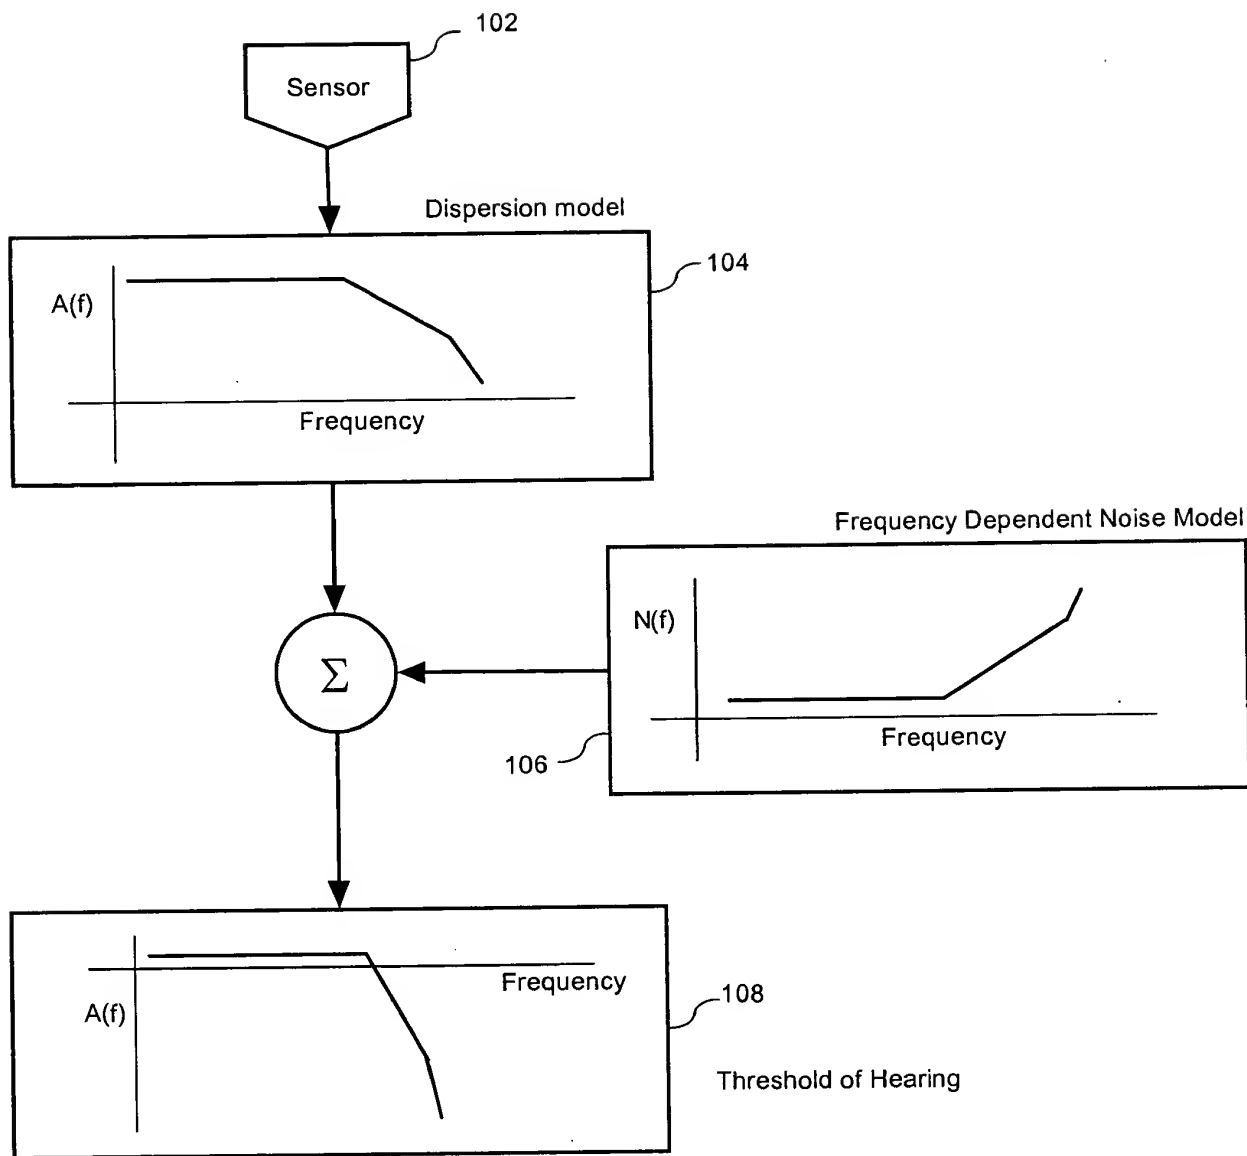 102
Sensor
Dispersion model
104
A(f)
Frequency
Frequency Dependent Noise Model
N(f)
Σ
Frequency
106
Frequency
A(f)
108
Threshold of Hearing